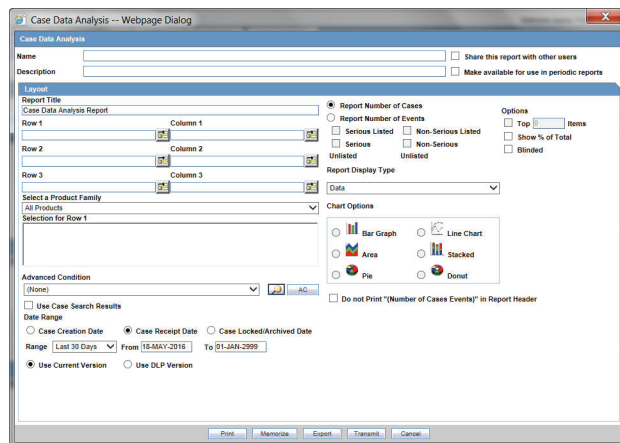 Case Data Analysis -- Webpage Dialog
X
Case Data Analysis
Name
Share this report with other users
Description
Make available for use in periodic reports
Layout
Report Title
Case Data Analysis Report
Row 1 Column 1
Row 2 Column 2
Row 3 Column 3
Select a Product Family
All Products
Selection for Row 1
Advanced Condition
(None)
AC
Use Case Search Results
Date Range
Case Creation Date Case Receipt Date Case Locked/Archived Date
Range Last 30 Days From 18-MAY-2016 To 01-JAN-2999
Use Current Version Use DLP Version
Report Number of Cases
Report Number of Events
Serious Listed Non-Serious Listed
Serious Non-Serious
Unlisted Unlisted
Options
Top 0 Items
Show % of Total
Blinded
Report Display Type
Data
Chart Options
Bar Graph Line Chart
Area Stacked
Pie Donut
Do not Print "(Number of Cases Events)" in Report Header
Print Memorize Export Transmit Cancel